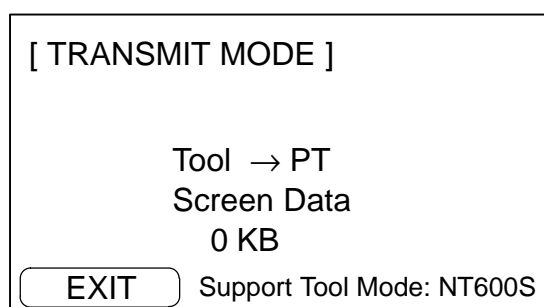 [ TRANSMIT MODE ]
Tool → PT
Screen Data
0 KB
EXIT Support Tool Mode: NT600S